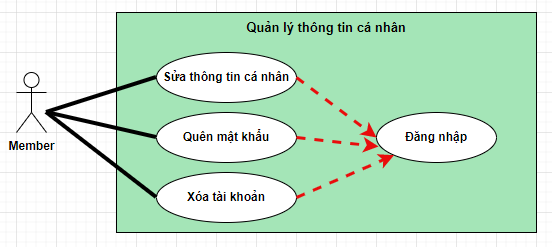 Quản lý thông tin cá nhân
Sửa thông tin cá nhân
Quên mật khẩu
Đăng nhập
Member
Xóa tài khoản